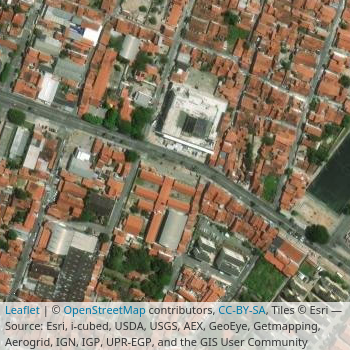 Leaflet | © OpenStreetMap contributors, CC-BY-SA, Tiles © Esri —
Source: Esri, i-cubed, USDA, USGS, AEX, GeoEye, Getmapping,
Aerogrid, IGN, IGP, UPR-EGP, and the GIS User Community